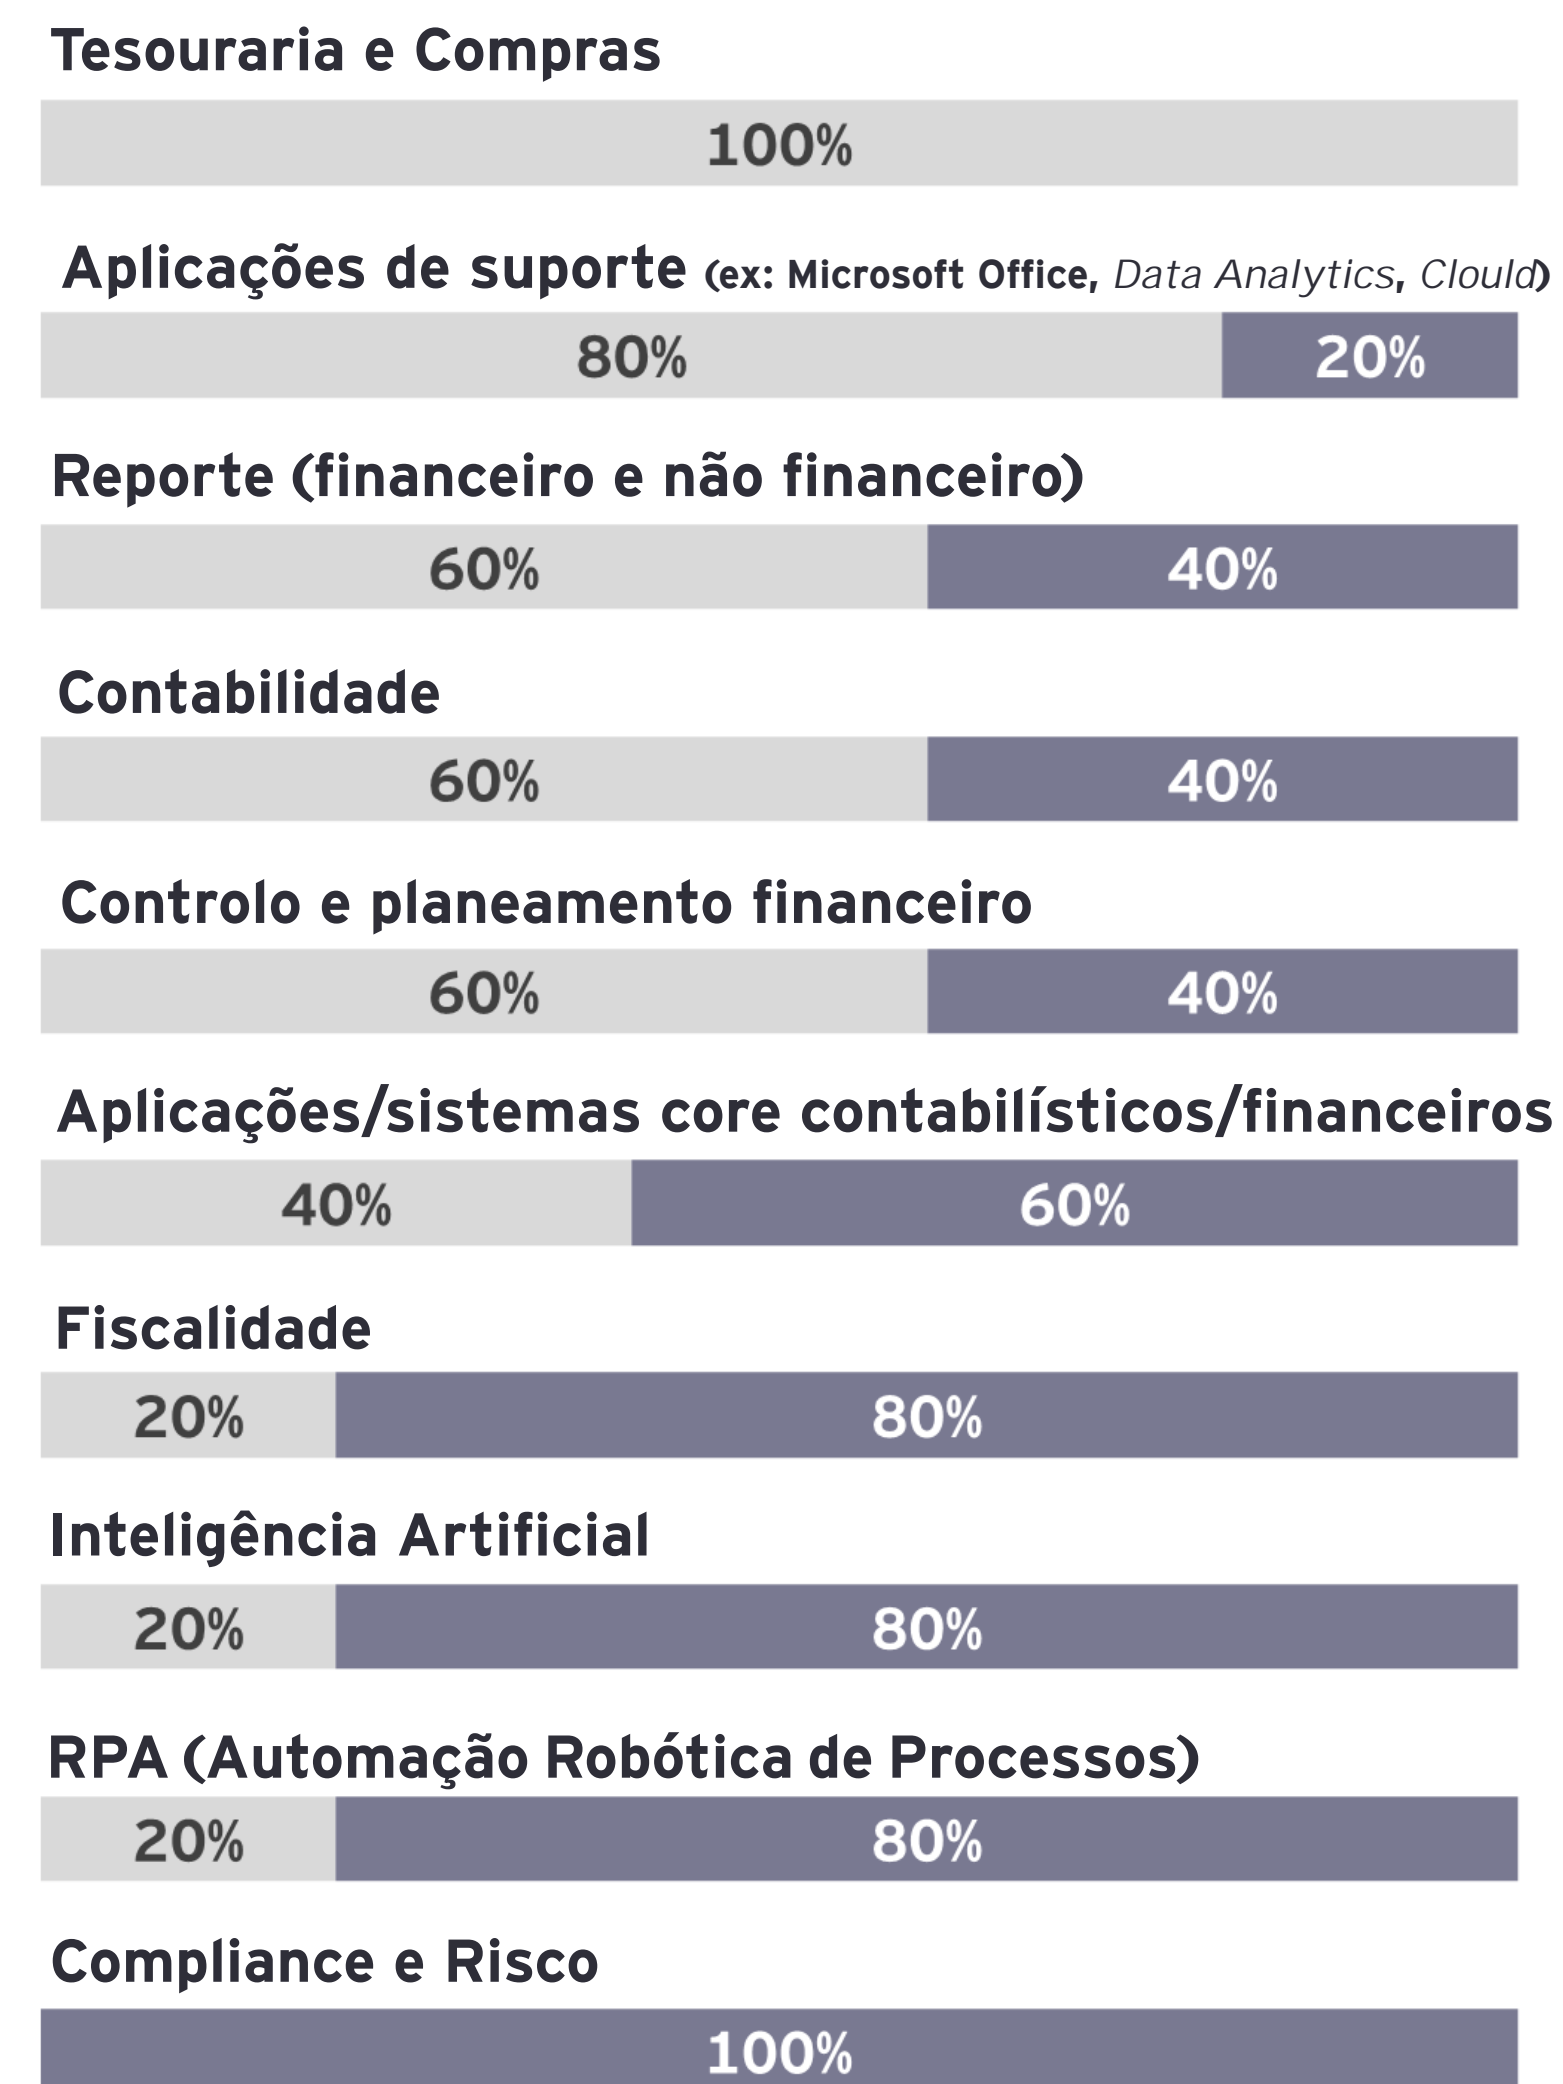 Tesouraria e Compras
100%
Aplicações de suporte (ex: Microsoft Office, Data Analytics, Clould)
80% 20%
Reporte (financeiro e não financeiro)
60% 40%
Contabilidade
60% 40%
Controlo e planeamento financeiro
60% 40%
Aplicações/sistemas core contabilísticos/financeiros
40% 60%
Fiscalidade
20% 80%
Inteligência Artificial
20% 80%
RPA (Automação Robótica de Processos)
20% 80%
Compliance e Risco
100%